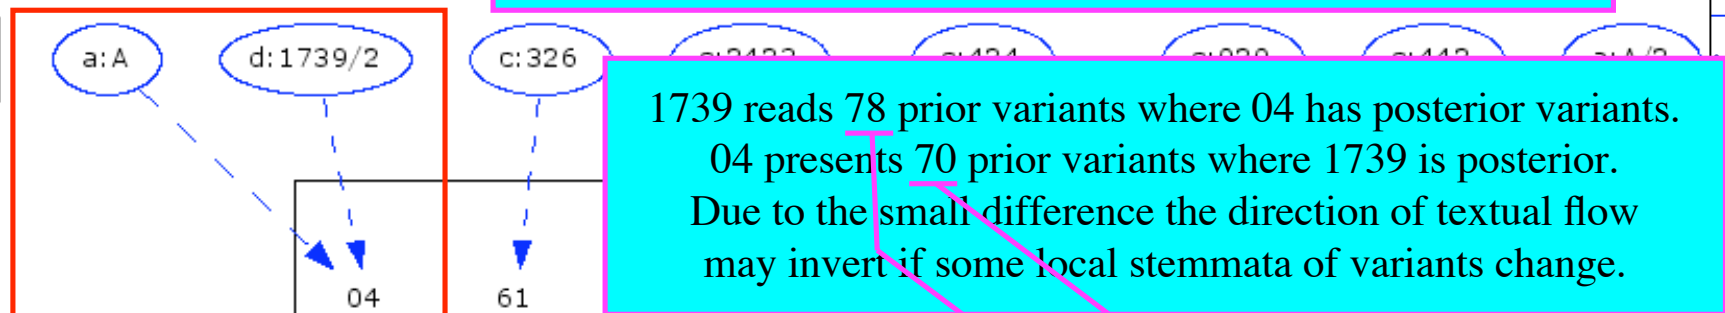 a:A d:1739/2 c:326
1739 reads 78 prior variants where 04 has posterior variants.
04 presents 70 prior variants where 1739 is posterior.
Due to the small difference the direction of textual flow
may invert if some local stemmata of variants change.
04 61